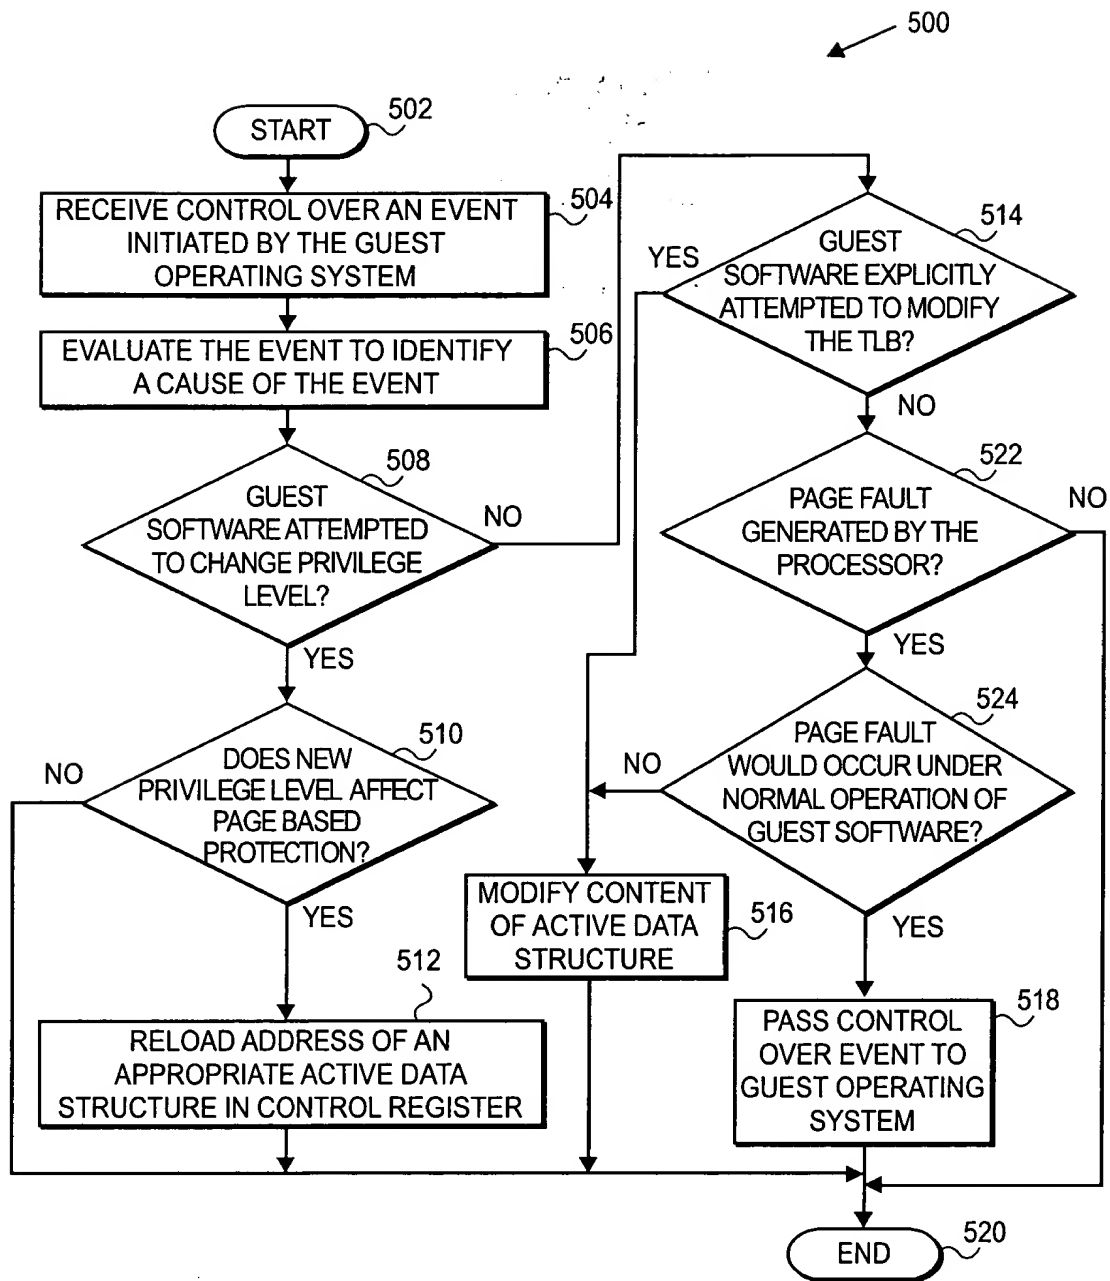 500
START
502
RECEIVE CONTROL OVER AN EVENT
INITIATED BY THE GUEST
OPERATING SYSTEM
504
EVALUATE THE EVENT TO IDENTIFY
A CAUSE OF THE EVENT
506
GUEST
SOFTWARE ATTEMPTED
TO CHANGE PRIVILEGE
LEVEL?
508
NO
YES
DOES NEW
PRIVILEGE LEVEL AFFECT
PAGE BASED
PROTECTION?
510
NO
YES
512
RELOAD ADDRESS OF AN
APPROPRIATE ACTIVE DATA
STRUCTURE IN CONTROL REGISTER
GUEST
SOFTWARE EXPLICITLY
ATTEMPTED TO MODIFY
THE TLB?
514
YES
NO
PAGE FAULT
GENERATED BY THE
PROCESSOR?
522
NO
YES
PAGE FAULT
WOULD OCCUR UNDER
NORMAL OPERATION OF
GUEST SOFTWARE?
524
NO
YES
MODIFY CONTENT
OF ACTIVE DATA
STRUCTURE
516
PASS CONTROL
OVER EVENT TO
GUEST OPERATING
SYSTEM
518
END
520